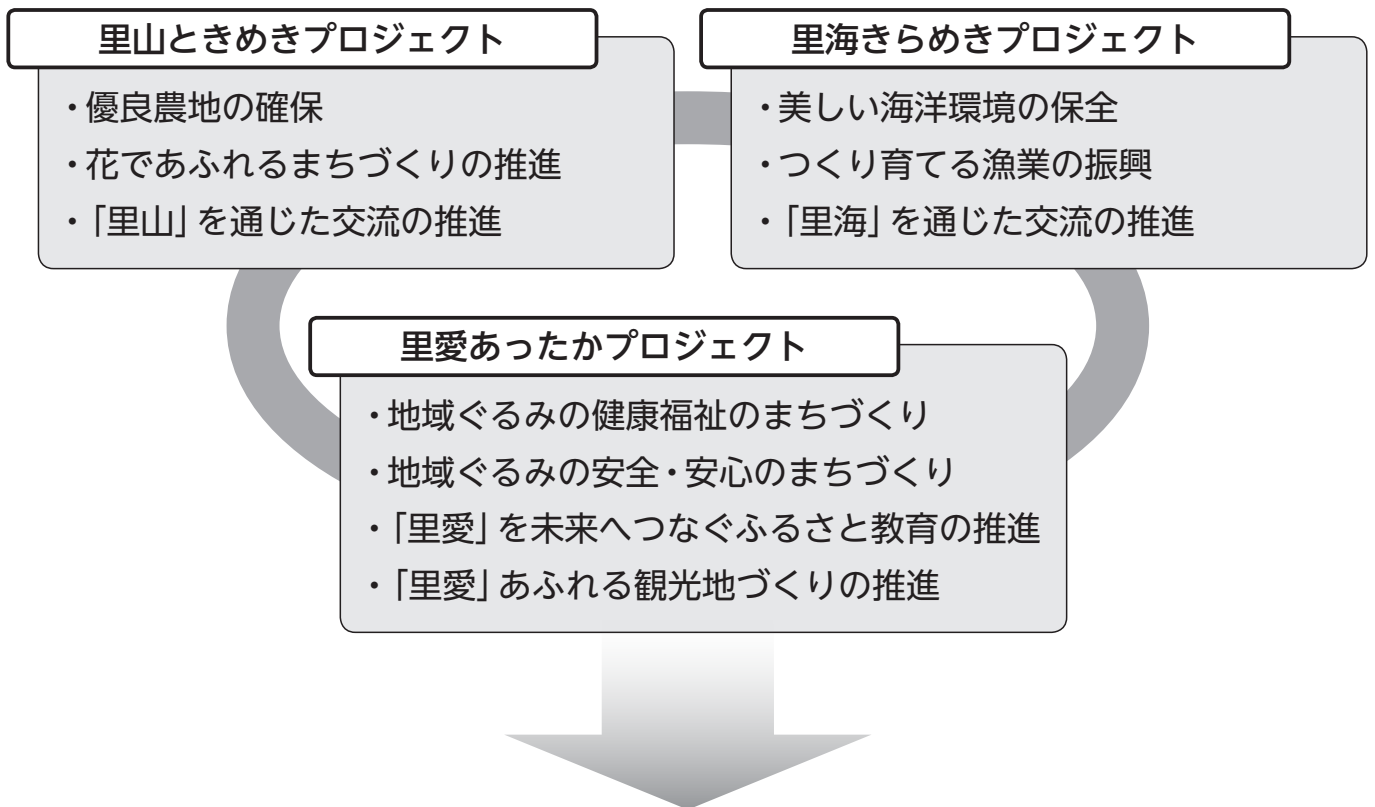 里山ときめきプロジェクト
・優良農地の確保
・花であふれるまちづくりの推進
・「里山」を通じた交流の推進
里海きらめきプロジェクト
・美しい海洋環境の保全
・つくり育てる漁業の振興
・「里海」を通じた交流の推進
里愛あったかプロジェクト
・地域ぐるみの健康福祉のまちづくり
・地域ぐるみの安全・安心のまちづくり
・「里愛」を未来へつなぐふるさと教育の推進
・「里愛」あふれる観光地づくりの推進